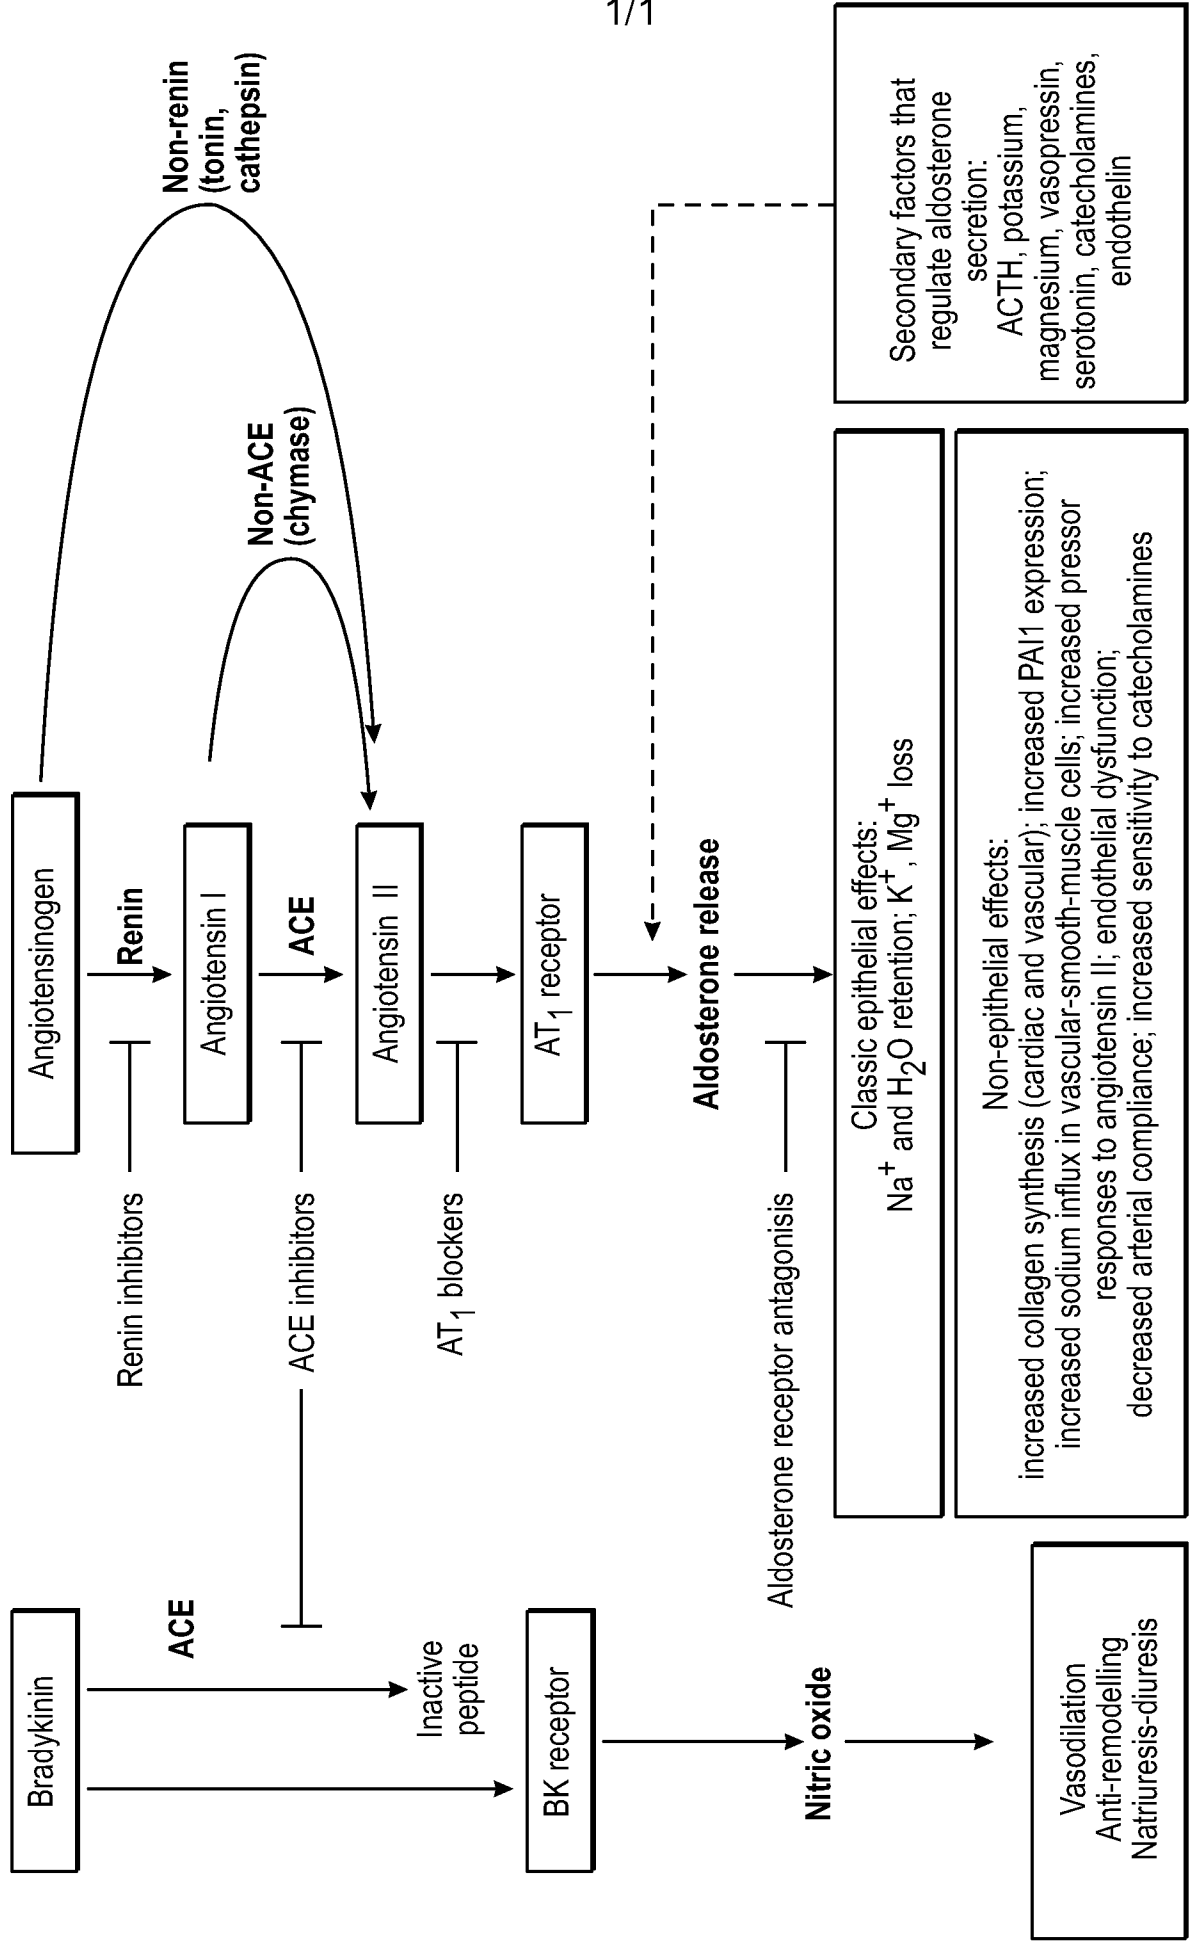 1/1
Bradykinin
ACE
Inactive
peptide
BK receptor
Nitric oxide
Vasodilation
Anti-remodelling
Natriuresis-diuresis
Renin inhibitors
ACE inhibitors
AT1 blockers
Aldosterone receptor antagonisis
Angiotensinogen
Renin
Angiotensin I
ACE
Angiotensin II
AT1 receptor
Aldosterone release
Non-ACE
(chymase)
Non-renin
(tonin,
cathepsin)
Classic epithelial effects:
Na+ and H2O retention; K+, Mg+ loss
Non-epithelial effects:
increased collagen synthesis (cardiac and vascular); increased PAI1 expression;
increased sodium influx in vascular-smooth-muscle cells; increased pressor
responses to angiotensin II; endothelial dysfunction;
decreased arterial compliance; increased sensitivity to catecholamines
Secondary factors that
regulate aldosterone
secretion:
ACTH, potassium,
magnesium, vasopressin,
serotonin, catecholamines,
endothelin